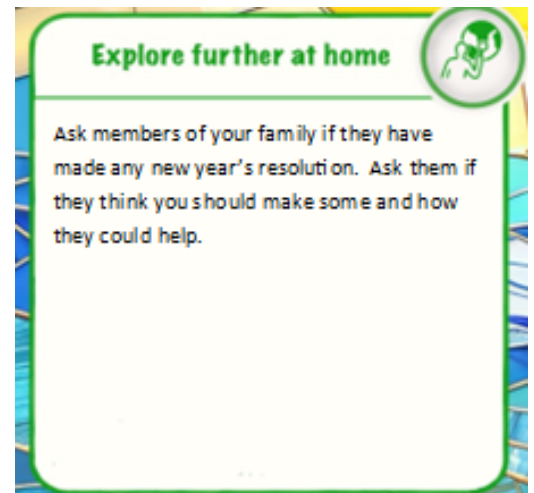 Explore further at home
Ask members of your family if they have
made any new year's resolution.  Ask them if
they think you should make some and how
they could help.